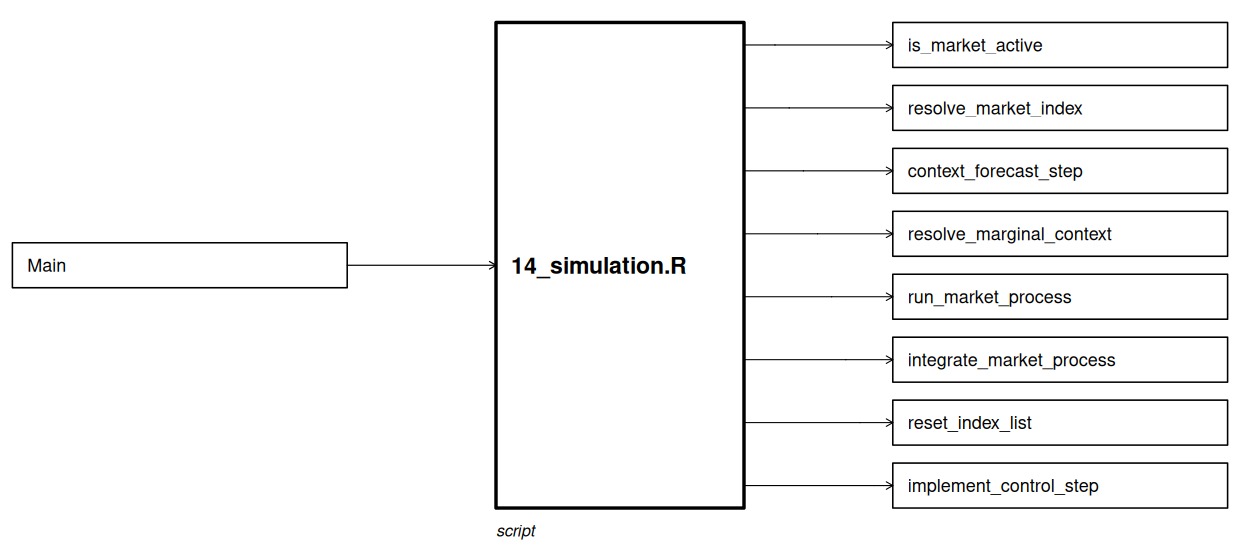 Main
14_simulation.R
script
is_market_active
resolve_market_index
context_forecast_step
resolve_marginal_context
run_market_process
integrate_market_process
reset_index_list
implement_control_step